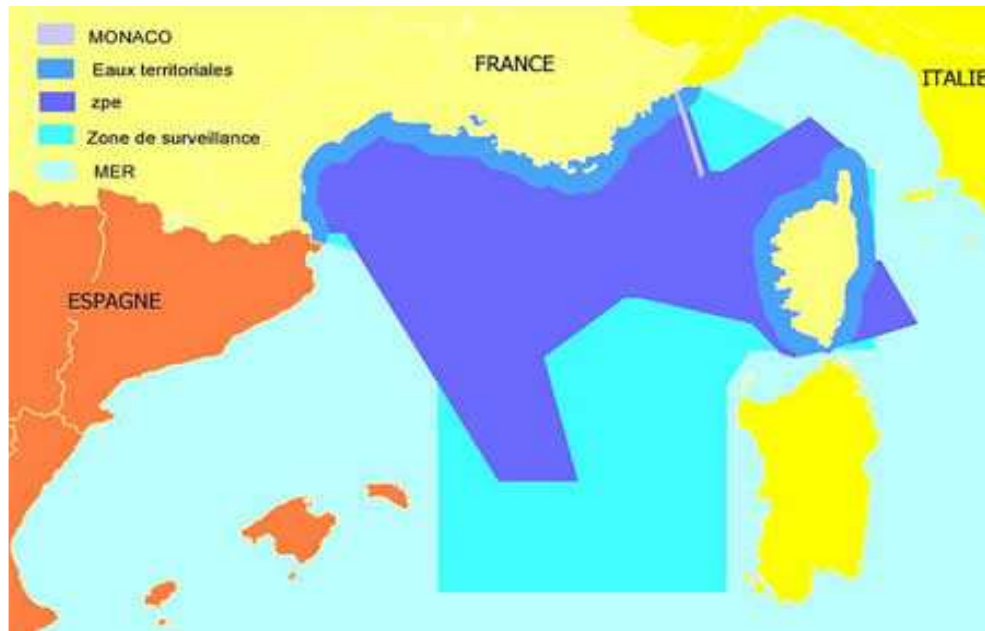 MONACO
Eaux territoriales
zpe
Zone de surveillance
MER
FRANCE
ITALIE
ESPAGNE